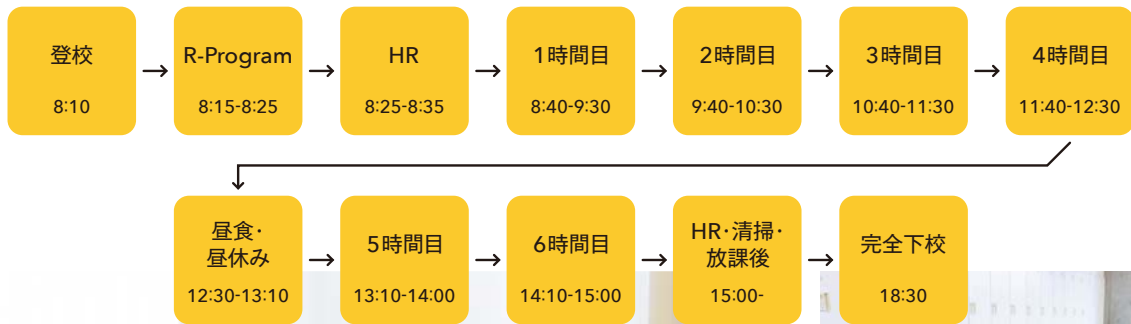 登校
8:10
R-Program
8:15-8:25
HR
8:25-8:35
1時間目
8:40-9:30
2時間目
9:40-10:30
3時間目
10:40-11:30
4時間目
11:40-12:30
昼食・
昼休み
12:30-13:10
5時間目
13:10-14:00
6時間目
14:10-15:00
HR・清掃・
放課後
15:00-
完全下校
18:30